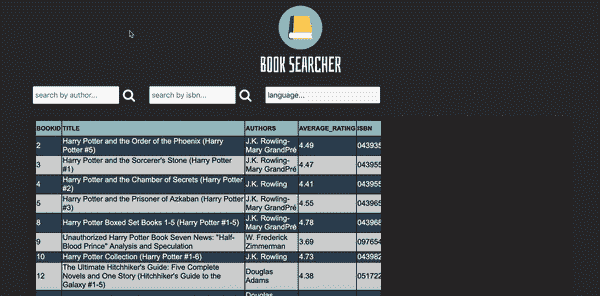 BOOK SEARCHER
search by author...
search by isbn...
language...
BOOKID TITLE AUTHORS AVERAGE_RATING ISBN
2 Harry Potter and the Order of the Phoenix (Harry Potter #5) J.K. Rowling-Mary GrandPré 4.49 043935
3 Harry Potter and the Sorcerer's Stone (Harry Potter #1) J.K. Rowling-Mary GrandPré 4.47 043955
4 Harry Potter and the Chamber of Secrets (Harry Potter #2) J.K. Rowling 4.41 043955
5 Harry Potter and the Prisoner of Azkaban (Harry Potter #3) J.K. Rowling-Mary GrandPré 4.55 043965
8 Harry Potter Boxed Set Books 1-5 (Harry Potter #1-5) J.K. Rowling-Mary GrandPré 4.78 043968
9 Unauthorized Harry Potter Book Seven News: "Half-Blood Prince" Analysis and Speculation W. Frederick Zimmerman 3.69 097654
10 Harry Potter Collection (Harry Potter #1-6) J.K. Rowling 4.73 043982
12 The Ultimate Hitchhiker's Guide: Five Complete Novels and One Story (Hitchhiker's Guide to the Galaxy #1-5) Douglas Adams 4.38 051722